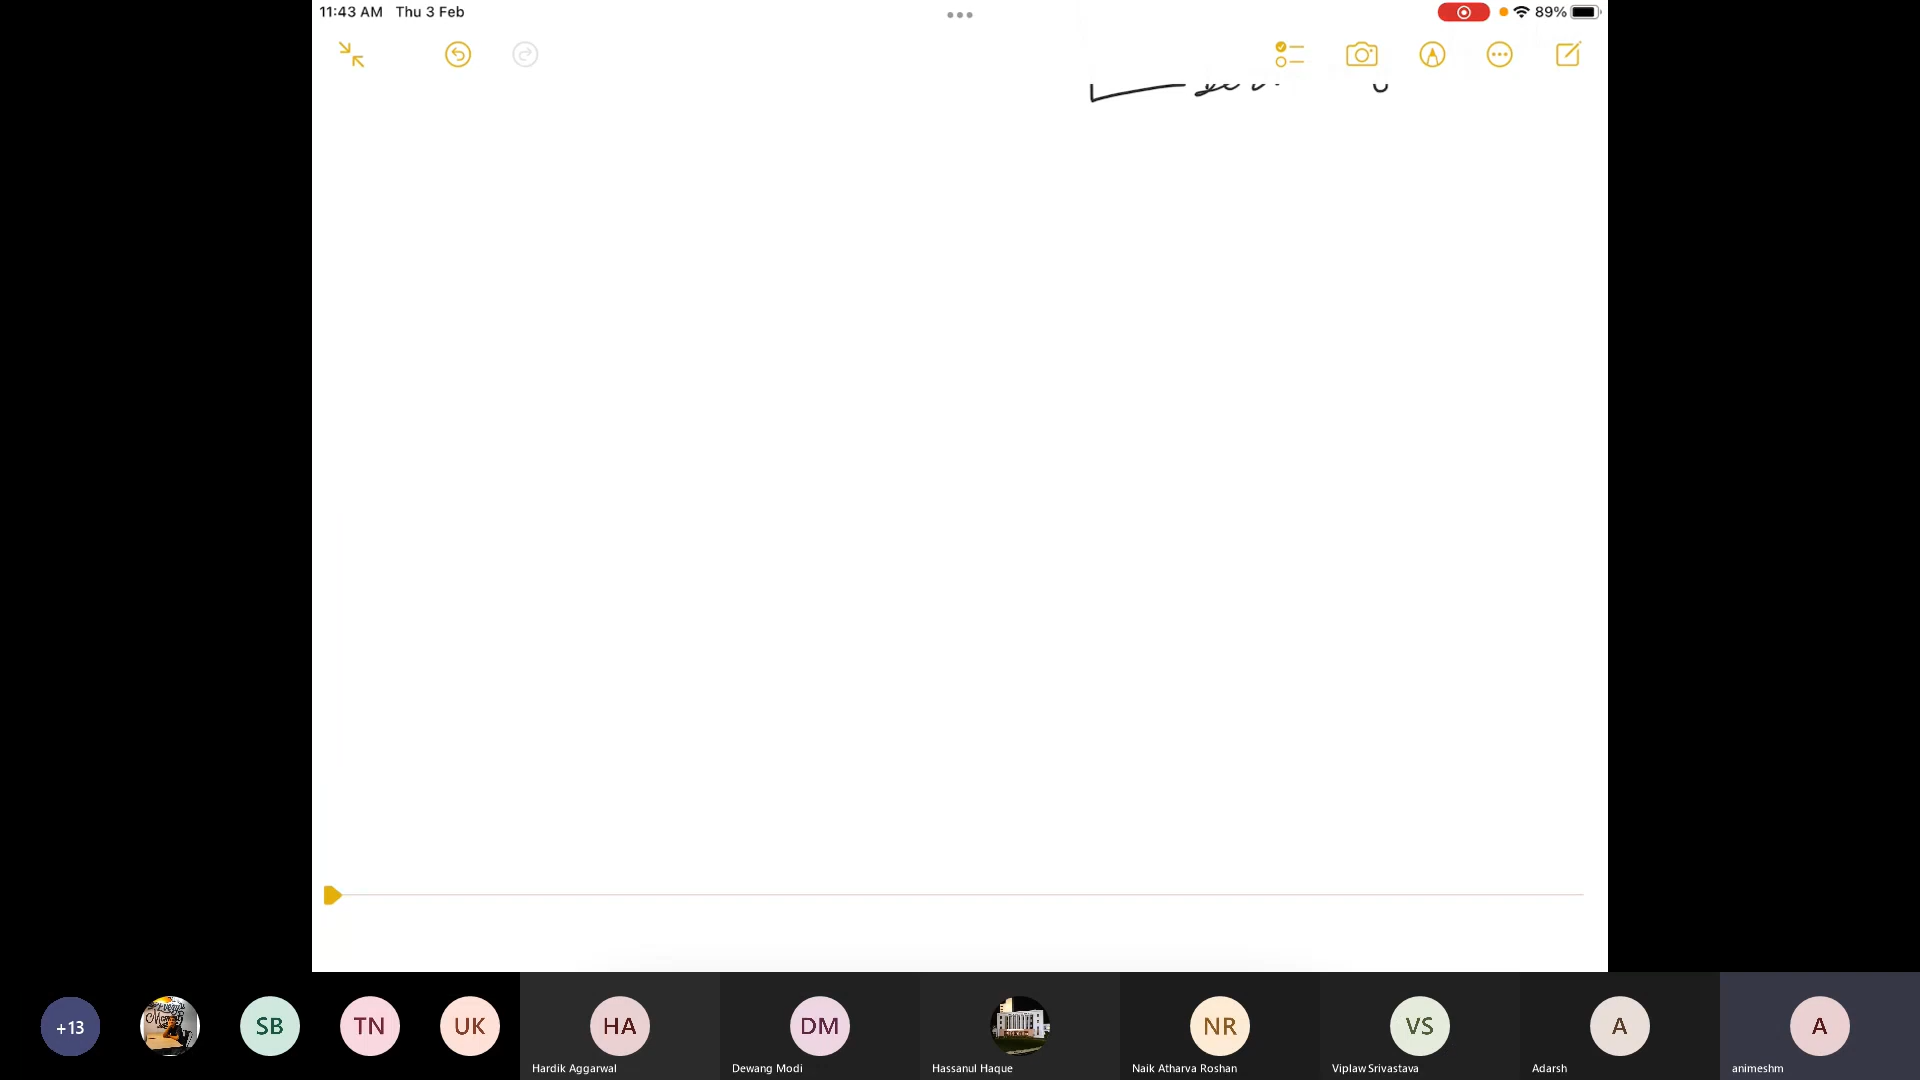 11:43 AM Thu 3 Feb
89%
+13
SB
TN
UK
HA
DM
NR
VS
A
A
Hardik Aggarwal
Dewang Modi
Hassanul Haque
Naik Atharva Roshan
Viplaw Srivastava
Adarsh
animeshm